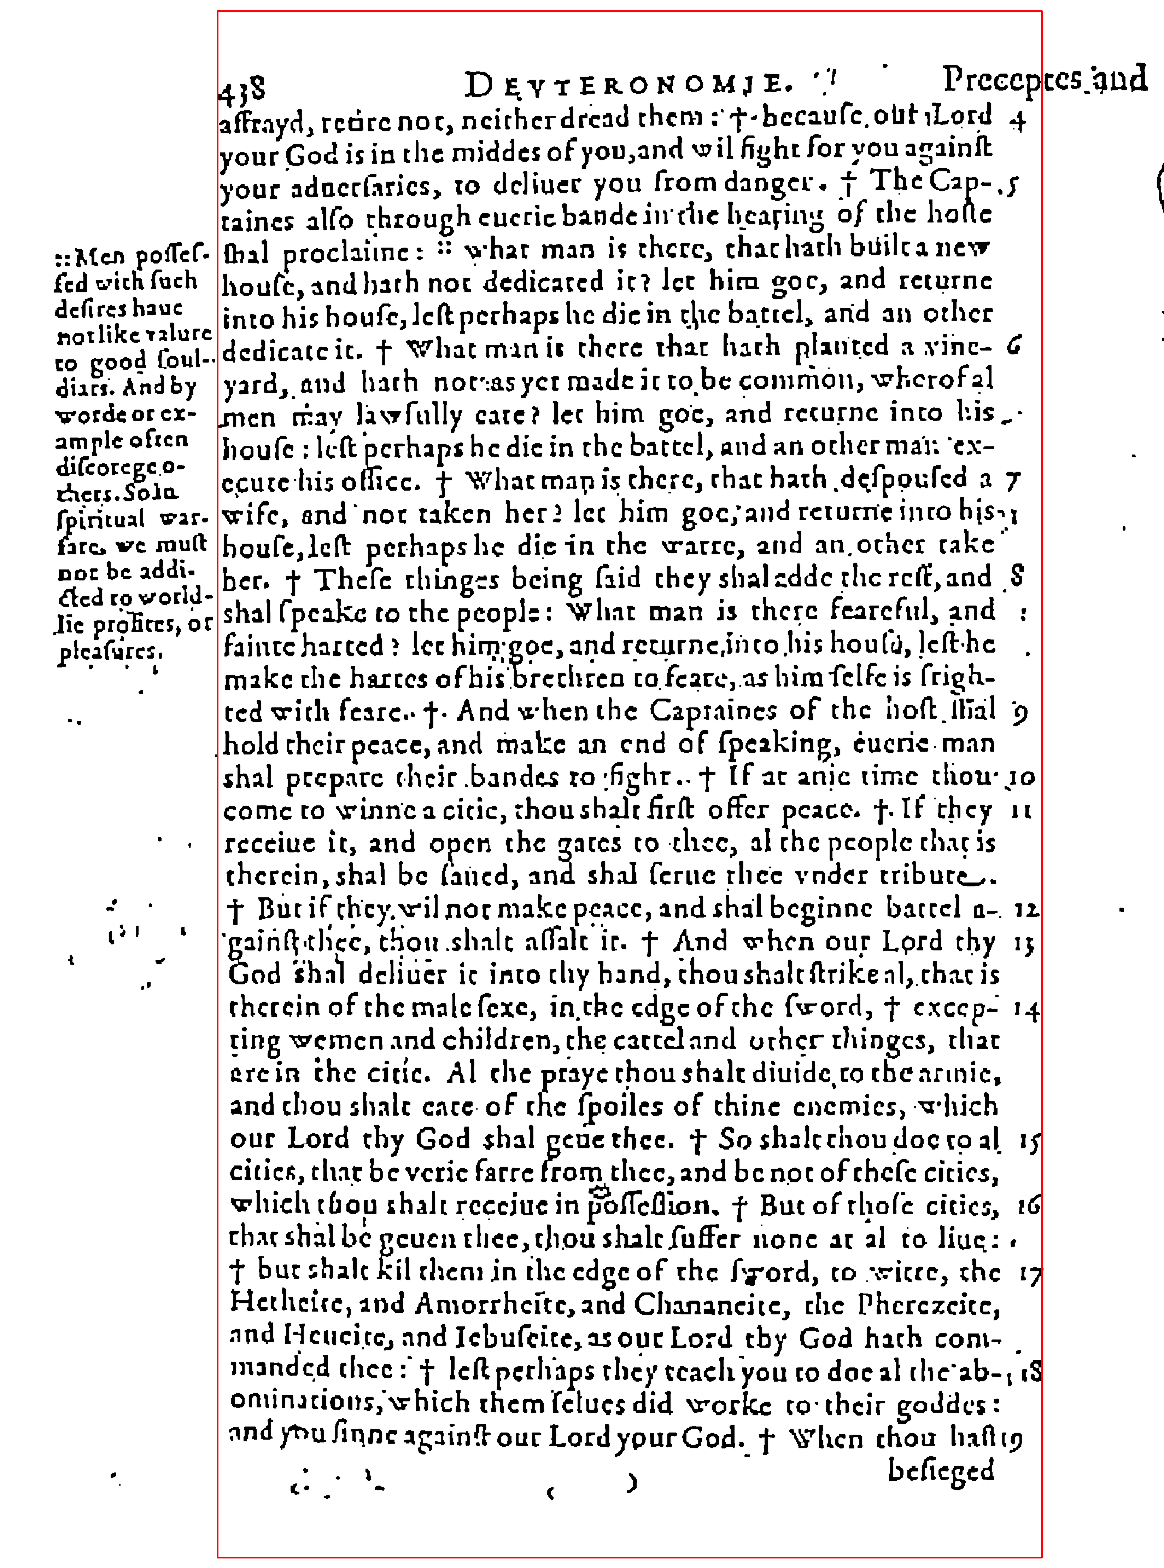 438 DEVTERONOMIE. Preceptes and
affrayd, retire not, neither dread them: † because our Lord 4
your God is in the middes of you, and wil fight for you against
your aduersaries, to deliuer you from danger. † The Cap- 5
taines also through euerie bande in the hearing of the hoste
shal proclaime: :: what man is there, that hath built a new
house, and hath not dedicated it? let him goe, and returne
into his house, lest perhaps he die in the battel, and an other
dedicate it. † What man is there that hath planted a vine- 6
yard, and hath not as yet made it to be common, wherof al
men may lawfully eate? let him goe, and returne into his
house: lest perhaps he die in the battel, and an other man ex-
ecute his office. † What man is there, that hath despoused a 7
wife, and not taken her? let him goe, and returne into his
house, lest perhaps he die in the warre, and an other take
her. † These thinges being said they shal adde the rest, and 8
shal speake to the people: What man is there fearful, and
fainte harted? let him goe, and returne into his house, lest he
make the hartes of his brethren to feare, as him selfe is frigh-
ted with feare. † And when the Captaines of the host shal 9
hold their peace, and make an end of speaking, euerie man
shal prepare their bandes to fight. † If at anie time thou 10
come to winne a citie, thou shalt first offer peace. † If they 11
receiue it, and open the gates to thee, al the people that is
therein, shal be saued, and shal serue thee vnder tribute.
† But if they wil not make peace, and shal beginne battel a- 12
gainst thee, thou shalt assalt it. † And when our Lord thy 13
God shal deliuer it into thy hand, thou shalt strike al, that is
therein of the male sexe, in the edge of the sword, † excep- 14
ting wemen and children, the cattel and other thinges, that
are in the citie. Al the praye thou shalt diuide to the armie,
and thou shalt eate of the spoiles of thine enemies, which
our Lord thy God shal geue thee. † So shalt thou doe to al 15
cities, that be verie farre from thee, and be not of these cities,
which thou shalt receiue in possession. † But of those cities, 16
that shal be geuen thee, thou shalt suffer none at al to liue:
† but shalt kil them in the edge of the sword, to witte, the 17
Hetheite, and Amorrheite, and Chananeite, the Pherezeite,
and Heueite, and Iebuseite, as our Lord thy God hath com-
manded thee: † lest perhaps they teach you to doe al the ab- 18
ominations, which them selues did worke to their goddes:
and you sinne against our Lord your God. † When thou hast 19
besieged
:: Men posses-
sed with such
desires haue
not like valure
to good soul-
diars. And by
worde or ex-
ample often
discorege o-
thers. So in
spiritual war-
fare, we must
not be addi-
cted to world-
lie profites, or
pleasures.